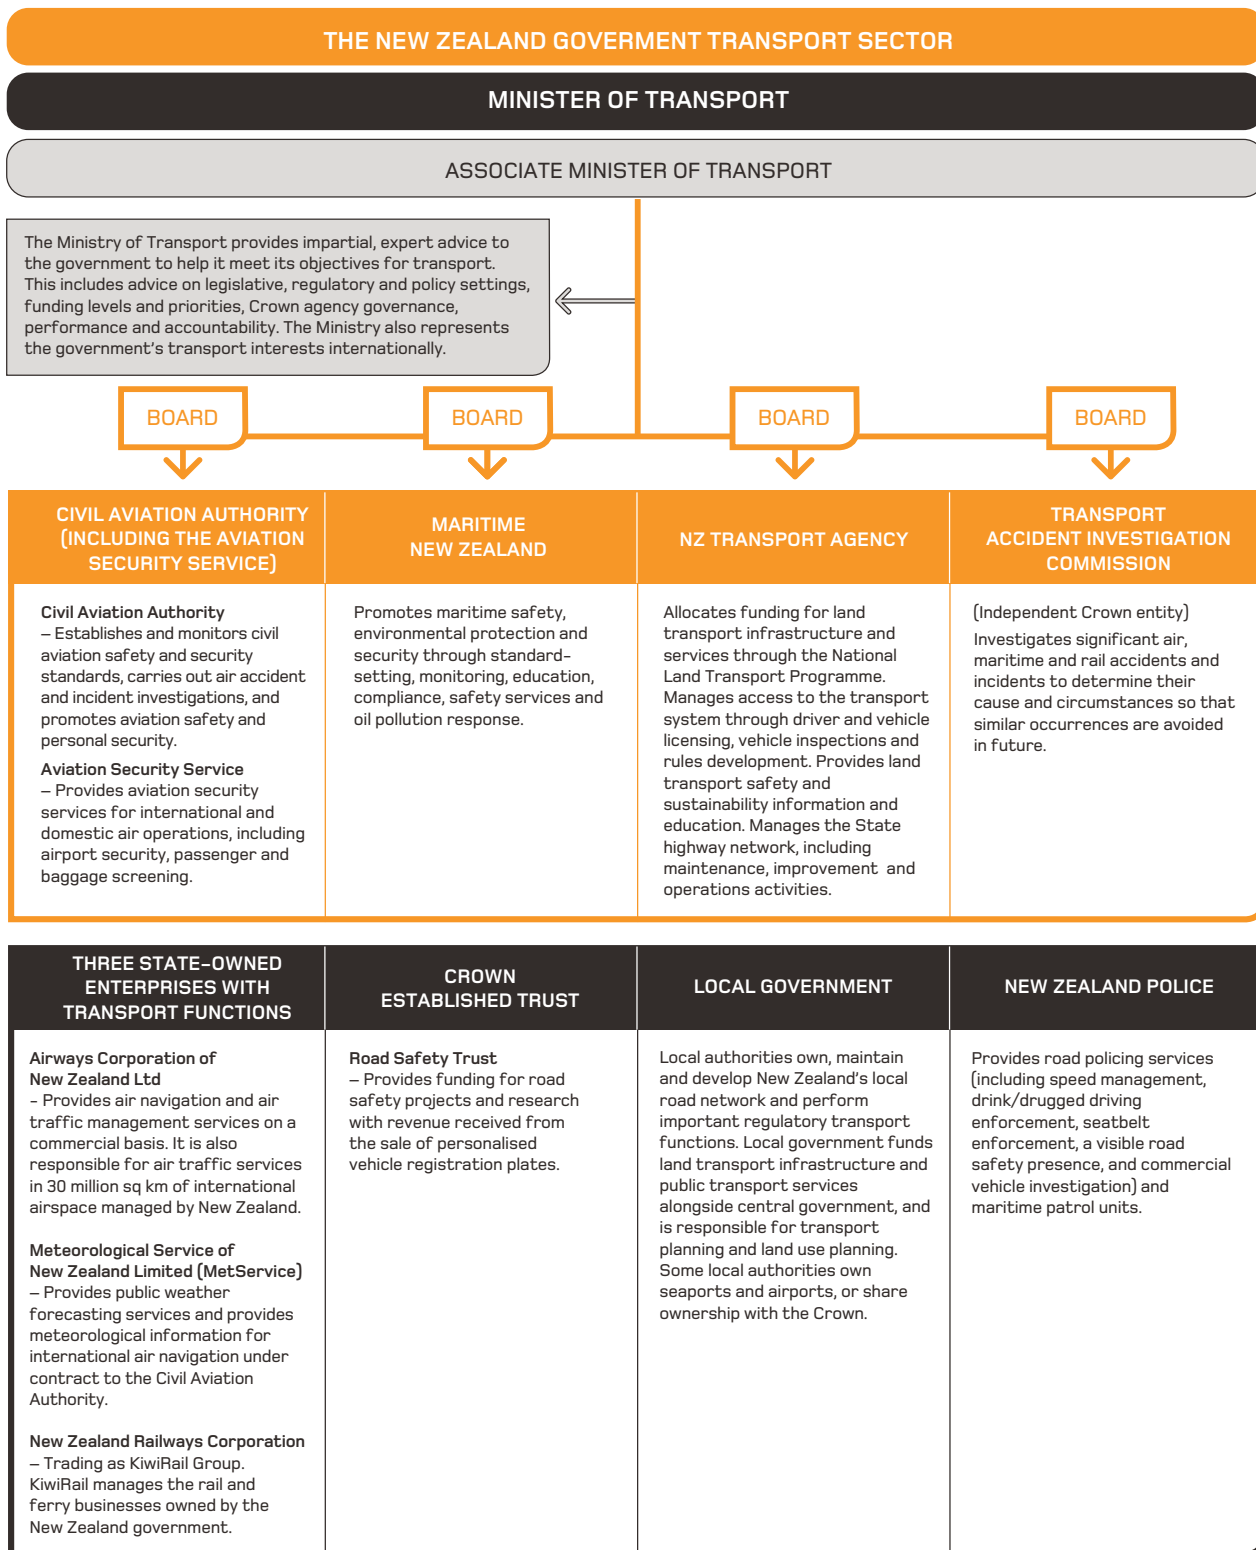 THE NEW ZEALAND GOVERMENT TRANSPORT SECTOR
MINISTER OF TRANSPORT
ASSOCIATE MINISTER OF TRANSPORT
The Ministry of Transport provides impartial, expert advice to
the government to help it meet its objectives for transport.
This includes advice on legislative, regulatory and policy settings,
funding levels and priorities, Crown agency governance,
performance and accountability. The Ministry also represents
the government's transport interests internationally.
BOARD
BOARD
BOARD
BOARD
CIVIL AVIATION AUTHORITY
(INCLUDING THE AVIATION
SECURITY SERVICE)
Civil Aviation Authority
– Establishes and monitors civil
aviation safety and security
standards, carries out air accident
and incident investigations, and
promotes aviation safety and
personal security.
Aviation Security Service
– Provides aviation security
services for international and
domestic air operations, including
airport security, passenger and
baggage screening.
MARITIME
NEW ZEALAND
Promotes maritime safety,
environmental protection and
security through standard-
setting, monitoring, education,
compliance, safety services and
oil pollution response.
NZ TRANSPORT AGENCY
Allocates funding for land
transport infrastructure and
services through the National
Land Transport Programme.
Manages access to the transport
system through driver and vehicle
licensing, vehicle inspections and
rules development. Provides land
transport safety and
sustainability information and
education. Manages the State
highway network, including
maintenance, improvement and
operations activities.
TRANSPORT
ACCIDENT INVESTIGATION
COMMISSION
(Independent Crown entity)
Investigates significant air,
maritime and rail accidents and
incidents to determine their
cause and circumstances so that
similar occurrences are avoided
in future.
THREE STATE-OWNED
ENTERPRISES WITH
TRANSPORT FUNCTIONS
Airways Corporation of
New Zealand Ltd
- Provides air navigation and air
traffic management services on a
commercial basis. It is also
responsible for air traffic services
in 30 million sq km of international
airspace managed by New Zealand.
Meteorological Service of
New Zealand Limited (MetService)
– Provides public weather
forecasting services and provides
meteorological information for
international air navigation under
contract to the Civil Aviation
Authority.
New Zealand Railways Corporation
– Trading as KiwiRail Group.
KiwiRail manages the rail and
ferry businesses owned by the
New Zealand government.
CROWN
ESTABLISHED TRUST
Road Safety Trust
– Provides funding for road
safety projects and research
with revenue received from
the sale of personalised
vehicle registration plates.
LOCAL GOVERNMENT
Local authorities own, maintain
and develop New Zealand's local
road network and perform
important regulatory transport
functions. Local government funds
land transport infrastructure and
public transport services
alongside central government, and
is responsible for transport
planning and land use planning.
Some local authorities own
seaports and airports, or share
ownership with the Crown.
NEW ZEALAND POLICE
Provides road policing services
(including speed management,
drink/drugged driving
enforcement, seatbelt
enforcement, a visible road
safety presence, and commercial
vehicle investigation) and
maritime patrol units.